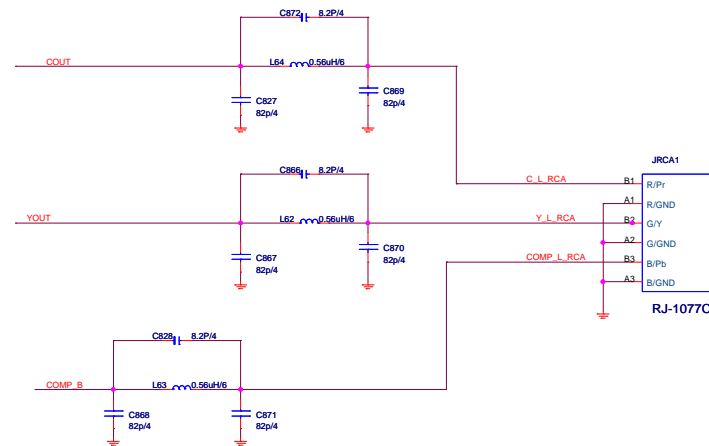 C872 8.2P/4
COUT L64 0.56uH/6
C827
82p/4
C869
82p/4
JRCA1
C866 8.2P/4
C_L_RCA B1 R/Pr
A1 R/GND
YOUT L62 0.56uH/6 Y_L_RCA B2 G/Y
A2 G/GND
C867
82p/4
C870
82p/4
COMP_L_RCA B3 B/Pb
A3 B/GND
RJ-1077C
C828 8.2P/4
COMP_B L63 0.56uH/6
C868
82p/4
C871
82p/4